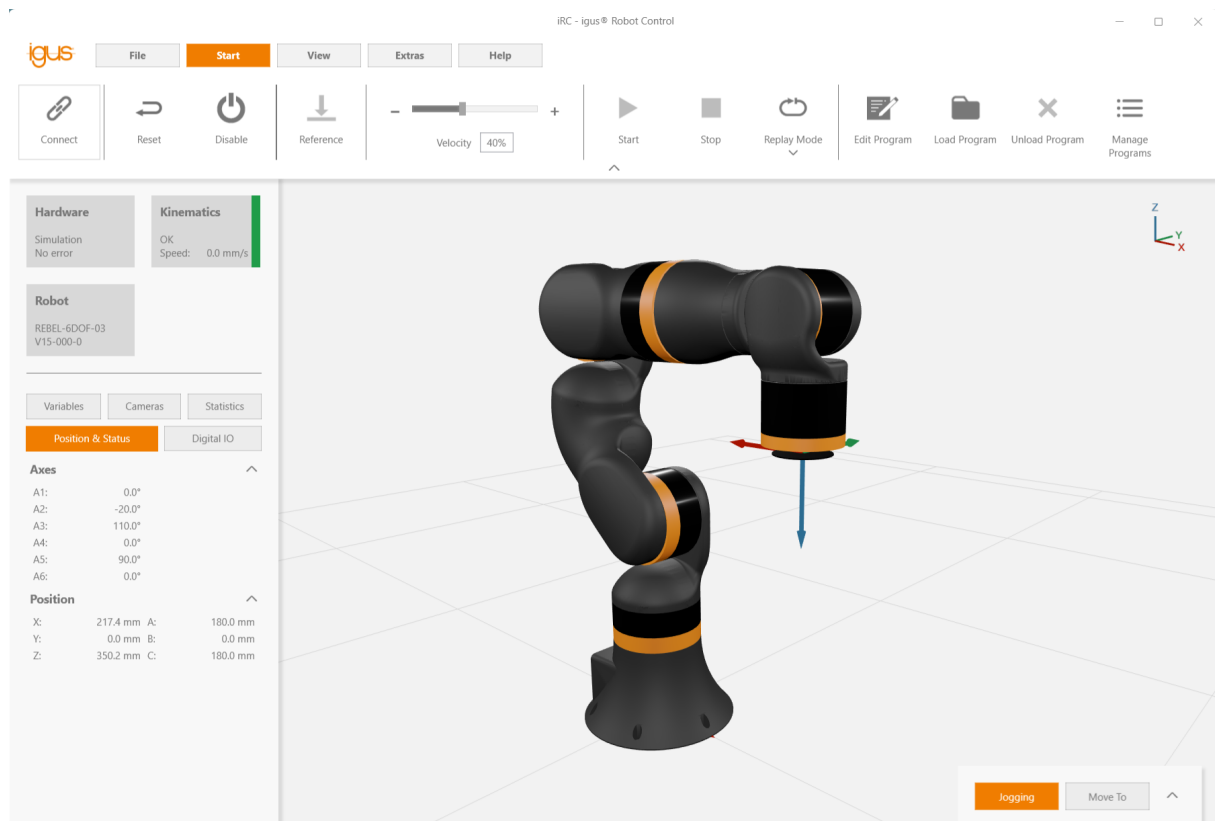 iRC - igus® Robot Control
igus
File
Start
View
Extras
Help
Connect
Reset
Disable
Reference
Velocity 40%
Start
Stop
Replay Mode
Edit Program
Load Program
Unload Program
Manage
Programs
Hardware
Simulation
No error
Kinematics
OK
Speed: 0.0 mm/s
Robot
REBEL-6DOF-03
V15-000-0
Variables
Cameras
Statistics
Position & Status
Digital IO
Axes
A1: 0.0°
A2: -20.0°
A3: 110.0°
A4: 0.0°
A5: 90.0°
A6: 0.0°
Position
X: 217.4 mm A: 180.0 mm
Y: 0.0 mm B: 0.0 mm
Z: 350.2 mm C: 180.0 mm
Z
Y
X
Jogging
Move To